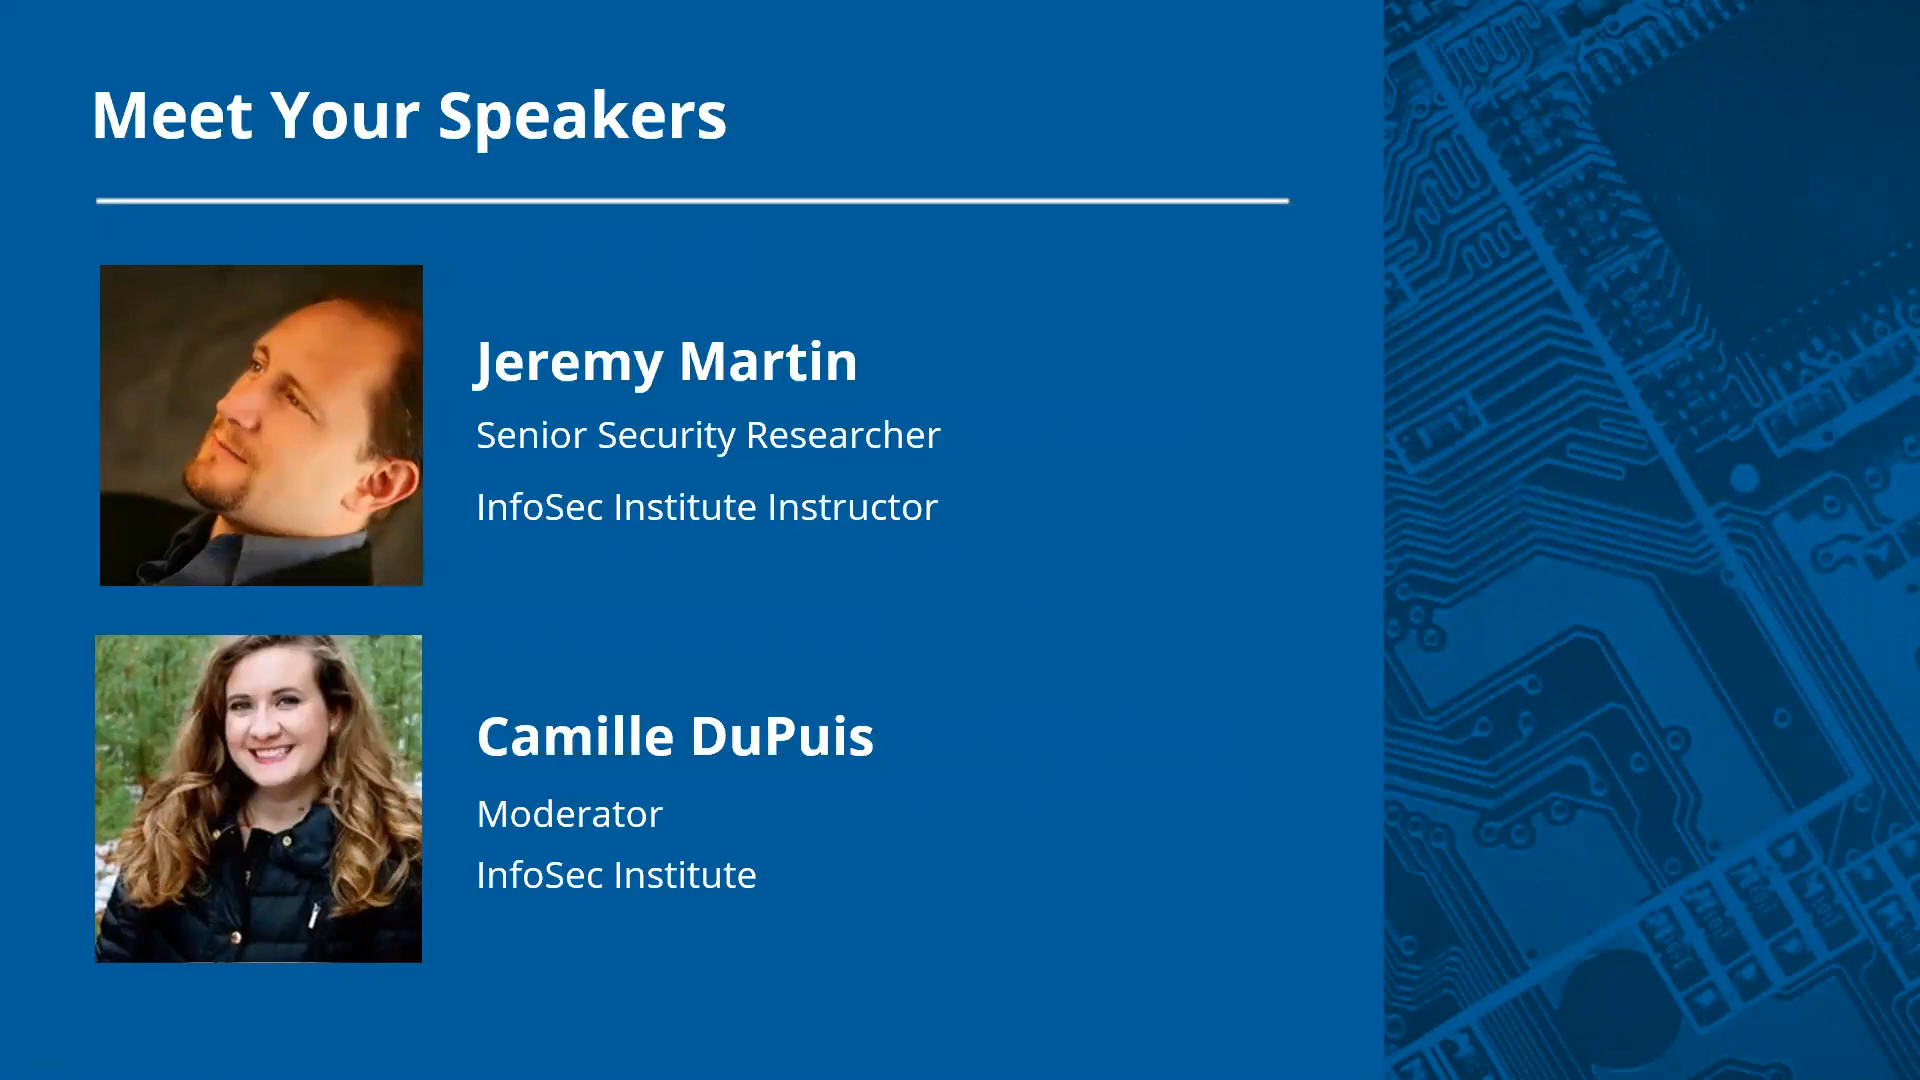 Meet Your Speakers
Jeremy Martin
Senior Security Researcher
InfoSec Institute Instructor
Camille DuPuis
Moderator
InfoSec Institute